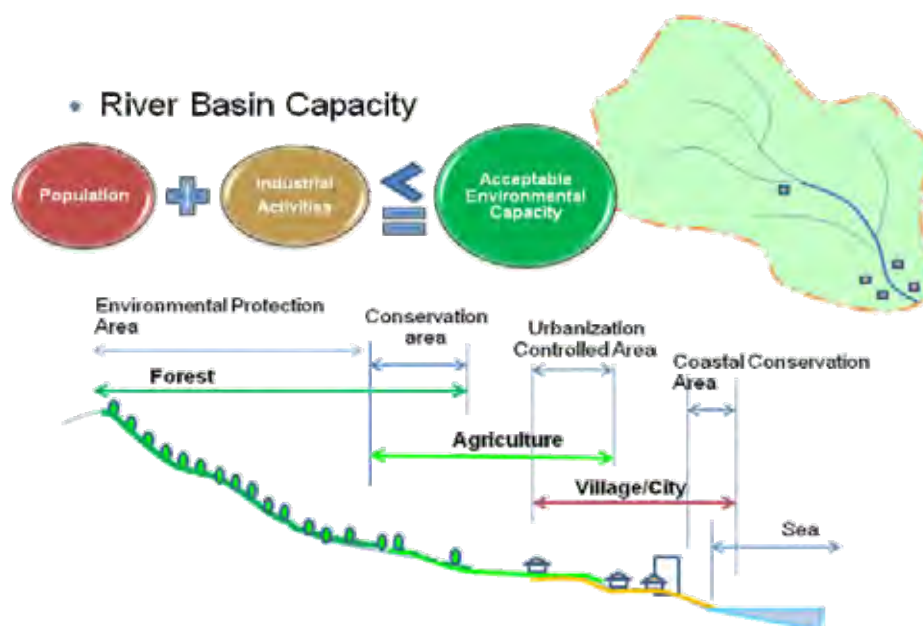 • River Basin Capacity
Population
Industrial
Activities
Acceptable
Environmental
Capacity
Environmental Protection
Area
Conservation
area
Urbanization
Controlled Area
Coastal Conservation
Area
Forest
Agriculture
Village/City
Sea